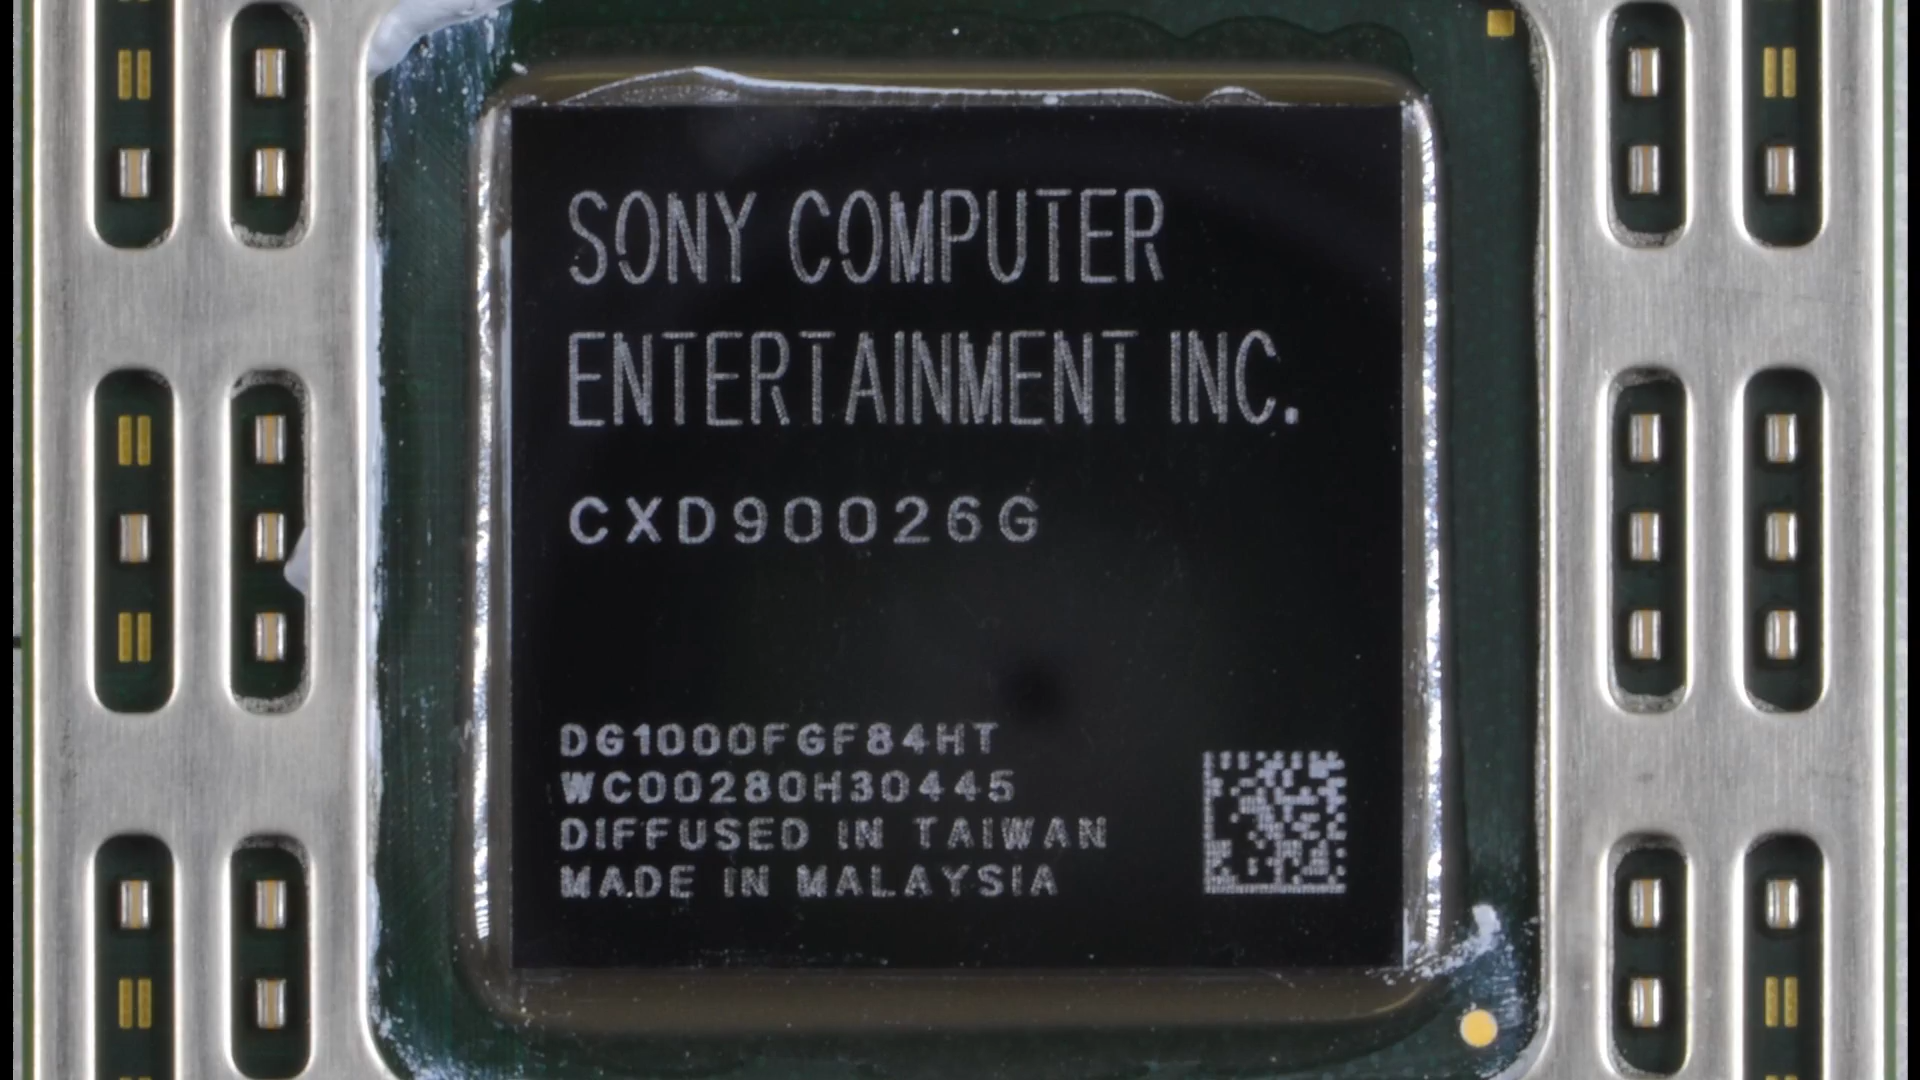 SONY COMPUTER
ENTERTAINMENT INC.
CXD90026G
DG1000FGF84HT
WC00280H30445
DIFFUSED IN TAIWAN
MADE IN MALAYSIA